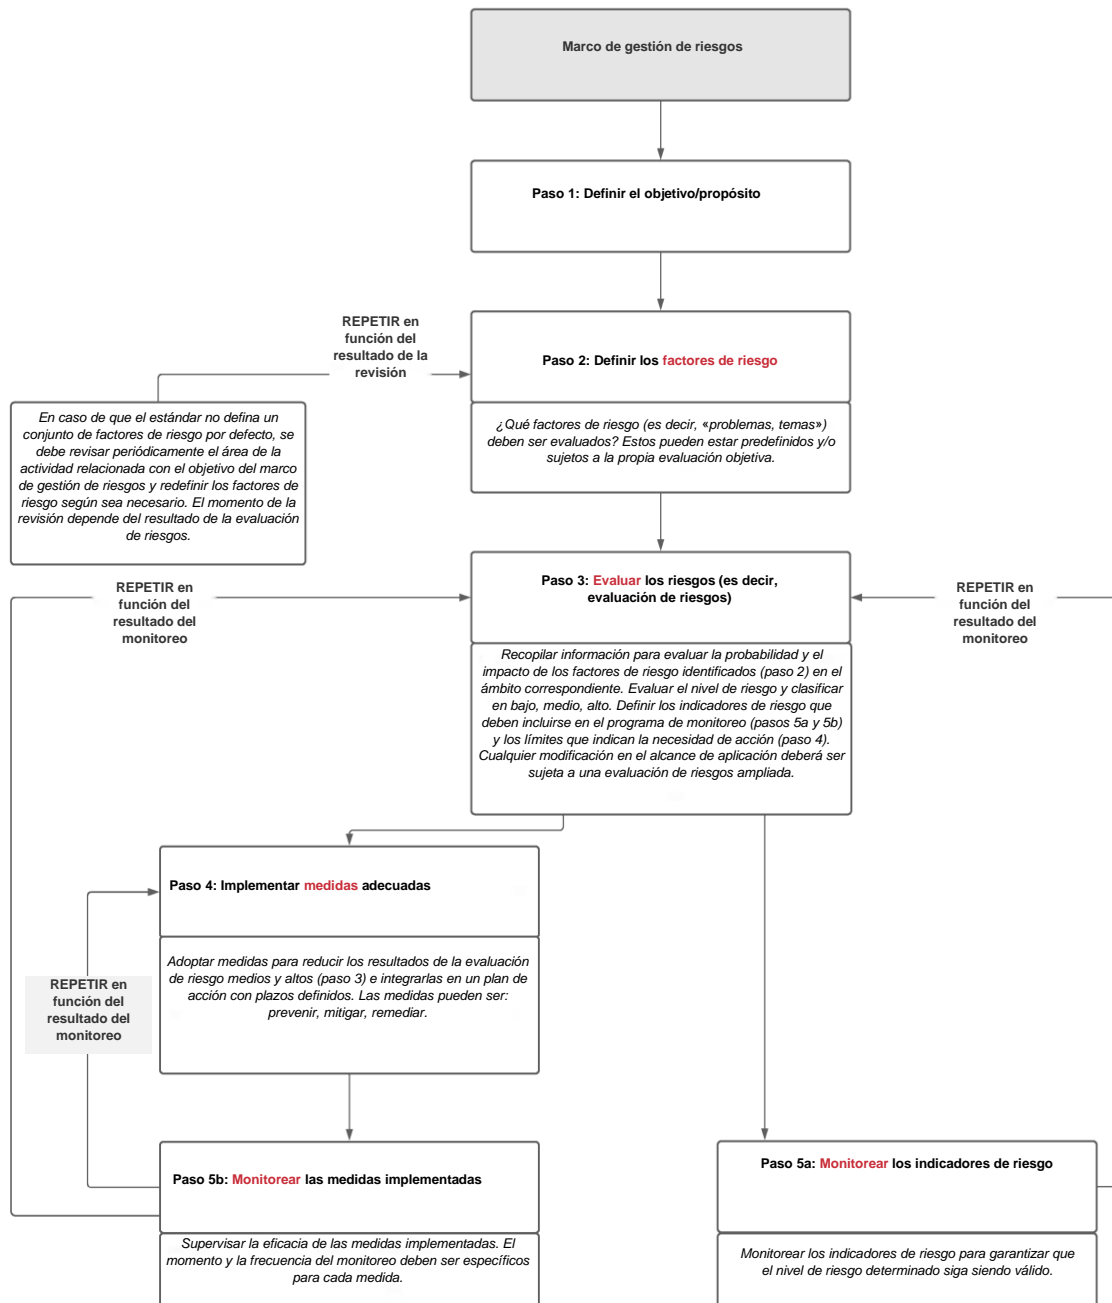 Marco de gestión de riesgos
Paso 1: Definir el objetivo/propósito
REPETIR en
función del
resultado de la
revisión
Paso 2: Definir los factores de riesgo
¿Qué factores de riesgo (es decir, «problemas, temas»)
deben ser evaluados? Estos pueden estar predefinidos y/o
sujetos a la propia evaluación objetiva.
En caso de que el estándar no defina un
conjunto de factores de riesgo por defecto, se
debe revisar periódicamente el área de la
actividad relacionada con el objetivo del marco
de gestión de riesgos y redefinir los factores de
riesgo según sea necesario. El momento de la
revisión depende del resultado de la evaluación
de riesgos.
REPETIR en
función del
resultado del
monitoreo
Paso 3: Evaluar los riesgos (es decir,
evaluación de riesgos)
REPETIR en
función del
resultado del
monitoreo
Recopilar información para evaluar la probabilidad y el
impacto de los factores de riesgo identificados (paso 2) en el
ámbito correspondiente. Evaluar el nivel de riesgo y clasificar
en bajo, medio, alto. Definir los indicadores de riesgo que
deben incluirse en el programa de monitoreo (pasos 5a y 5b)
y los límites que indican la necesidad de acción (paso 4).
Cualquier modificación en el alcance de aplicación deberá ser
sujeta a una evaluación de riesgos ampliada.
Paso 4: Implementar medidas adecuadas
Adoptar medidas para reducir los resultados de la evaluación
de riesgo medios y altos (paso 3) e integrarlas en un plan de
acción con plazos definidos. Las medidas pueden ser:
prevenir, mitigar, remediar.
REPETIR en
función del
resultado del
monitoreo
Paso 5b: Monitorear las medidas implementadas
Supervisar la eficacia de las medidas implementadas. El
momento y la frecuencia del monitoreo deben ser específicos
para cada medida.
Paso 5a: Monitorear los indicadores de riesgo
Monitorear los indicadores de riesgo para garantizar que
el nivel de riesgo determinado siga siendo válido.